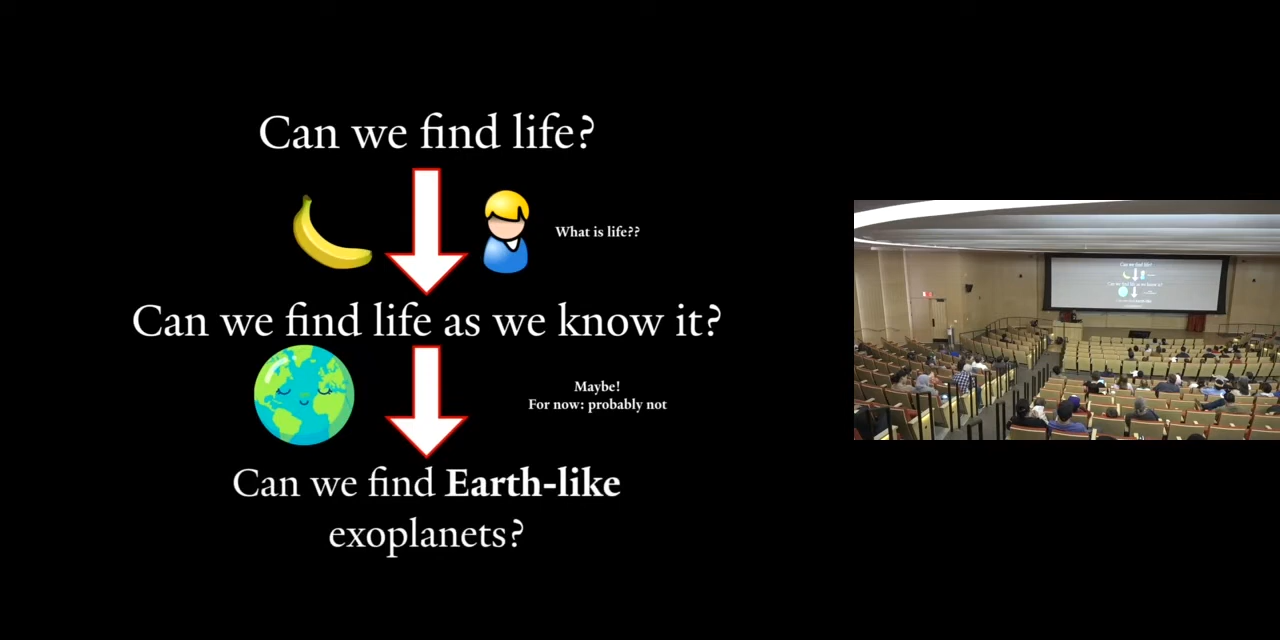 Can we find life?
What is life??
Can we find life as we know it?
Maybe!
For now: probably not
Can we find Earth-like
exoplanets?